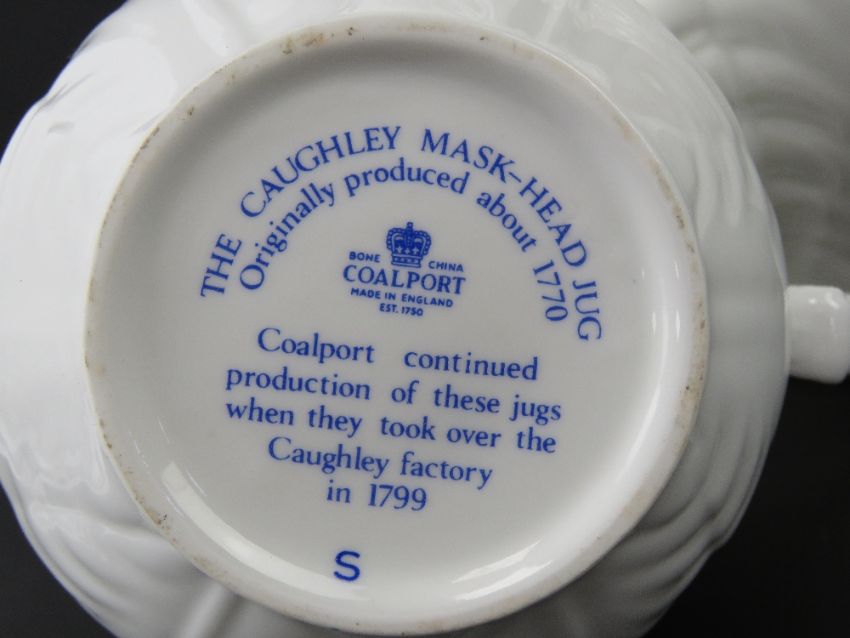 THE CAUGHLEY MASK-HEAD JUG
Originally produced about 1770
BONE CHINA
COALPORT
MADE IN ENGLAND
EST. 1750
Coalport continued
production of these jugs
when they took over the
Caughley factory
in 1799
S